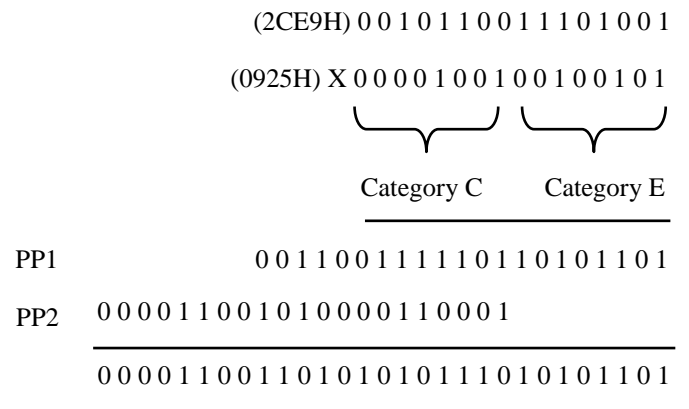 (2CE9H) 0 0 1 0 1 1 0 0 1 1 1 0 1 0 0 1
(0925H) X 0 0 0 0 1 0 0 1 0 0 1 0 0 1 0 1
Category C Category E
PP1 0 0 1 1 0 0 1 1 1 1 1 0 1 1 0 1 0 1 1 0 1
PP2 0 0 0 0 1 1 0 0 1 0 1 0 0 0 0 1 1 0 0 0 1
0 0 0 0 1 1 0 0 1 1 0 1 0 1 0 1 0 1 1 1 0 1 0 1 0 1 1 0 1